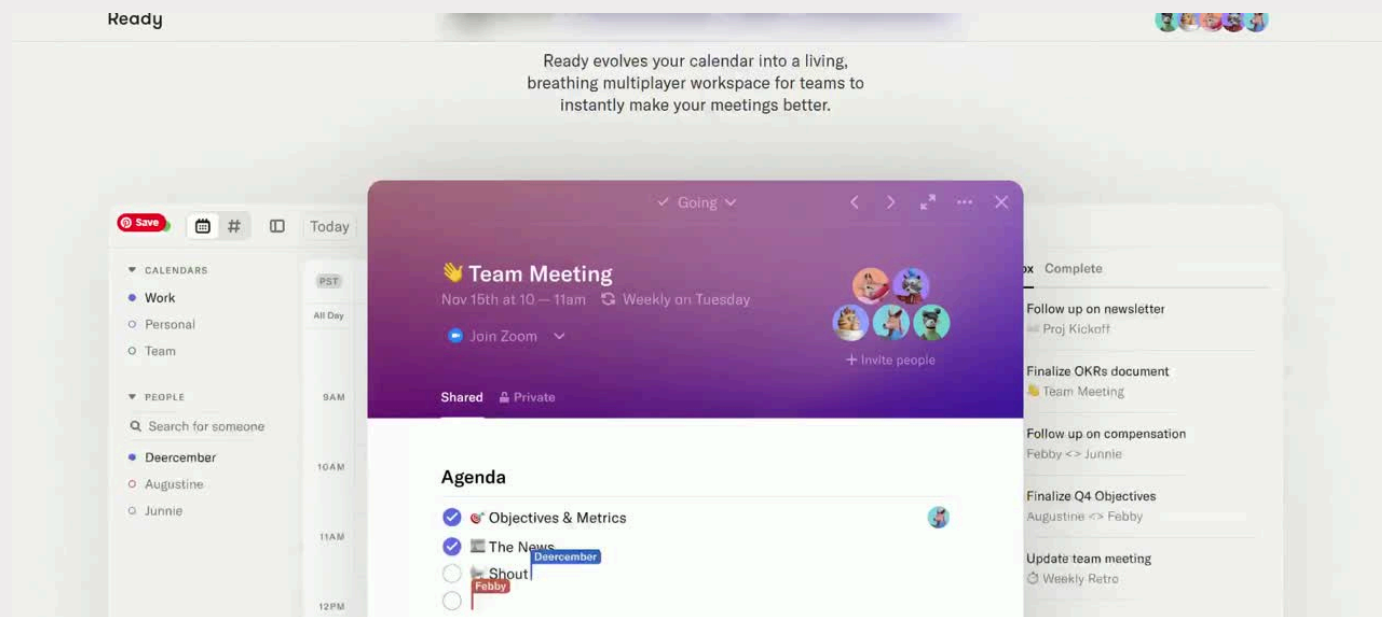 Ready
Ready evolves your calendar into a living,
breathing multiplayer workspace for teams to
instantly make your meetings better.
Save
Today
CALENDARS
Work
Personal
Team
PEOPLE
Search for someone
Deercember
Augustine
Junnie
PST
All Day
9AM
10AM
11AM
12PM
Going
👋 Team Meeting
Nov 15th at 10 — 11am Weekly on Tuesday
Join Zoom
+ Invite people
Shared Private
Agenda
🎯 Objectives & Metrics
The News
Deercember
Shout
Febby
Complete
Follow up on newsletter
Proj Kickoff
Finalize OKRs document
👋 Team Meeting
Follow up on compensation
Febby <> Junnie
Finalize Q4 Objectives
Augustine <> Febby
Update team meeting
⏱ Weekly Retro